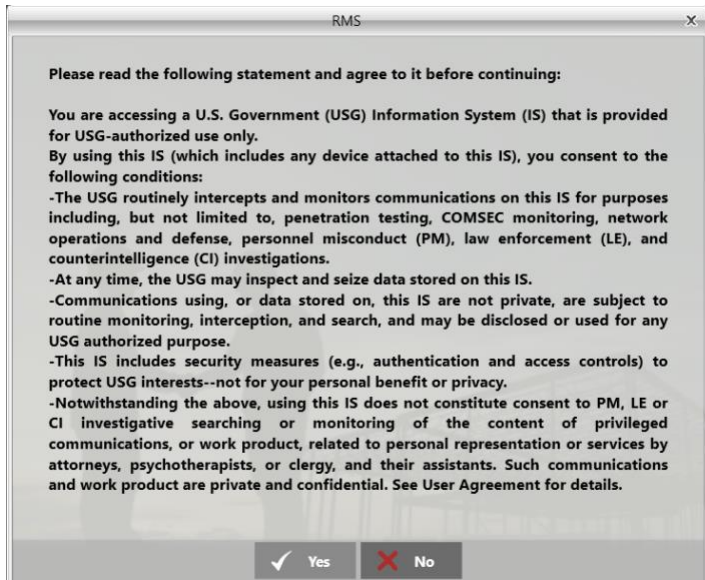 RMS
X
Please read the following statement and agree to it before continuing:
You are accessing a U.S. Government (USG) Information System (IS) that is provided
for USG-authorized use only.
By using this IS (which includes any device attached to this IS), you consent to the
following conditions:
-The USG routinely intercepts and monitors communications on this IS for purposes
including, but not limited to, penetration testing, COMSEC monitoring, network
operations and defense, personnel misconduct (PM), law enforcement (LE), and
counterintelligence (CI) investigations.
-At any time, the USG may inspect and seize data stored on this IS.
-Communications using, or data stored on, this IS are not private, are subject to
routine monitoring, interception, and search, and may be disclosed or used for any
USG authorized purpose.
-This IS includes security measures (e.g., authentication and access controls) to
protect USG interests--not for your personal benefit or privacy.
-Notwithstanding the above, using this IS does not constitute consent to PM, LE or
CI investigative searching or monitoring of the content of privileged
communications, or work product, related to personal representation or services by
attorneys, psychotherapists, or clergy, and their assistants. Such communications
and work product are private and confidential. See User Agreement for details.
Yes
No